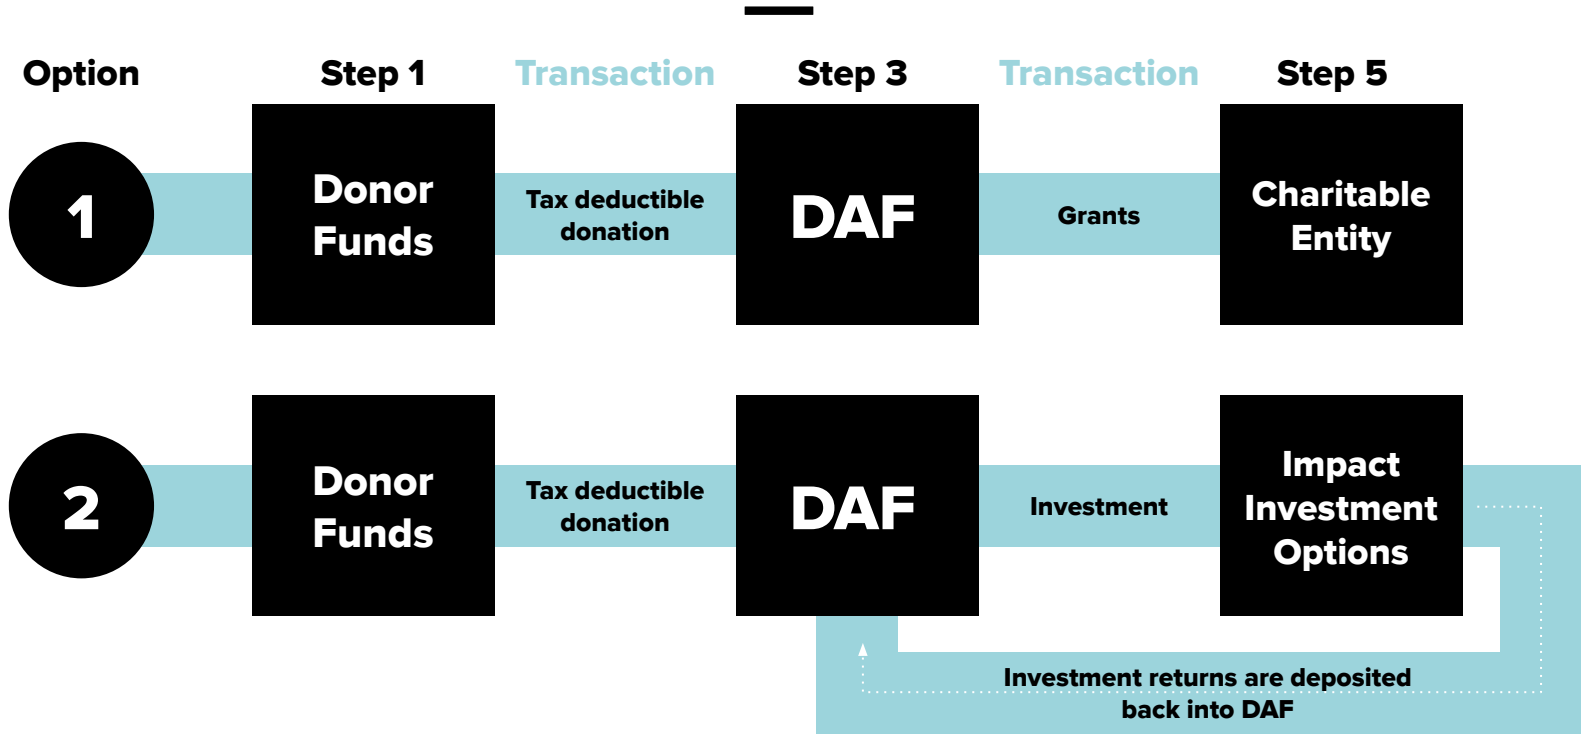 Option
Step 1
Transaction
Step 3
Transaction
Step 5
1
Donor
Funds
Tax deductible
donation
DAF
Grants
Charitable
Entity
2
Donor
Funds
Tax deductible
donation
DAF
Investment
Impact
Investment
Options
Investment returns are deposited
back into DAF